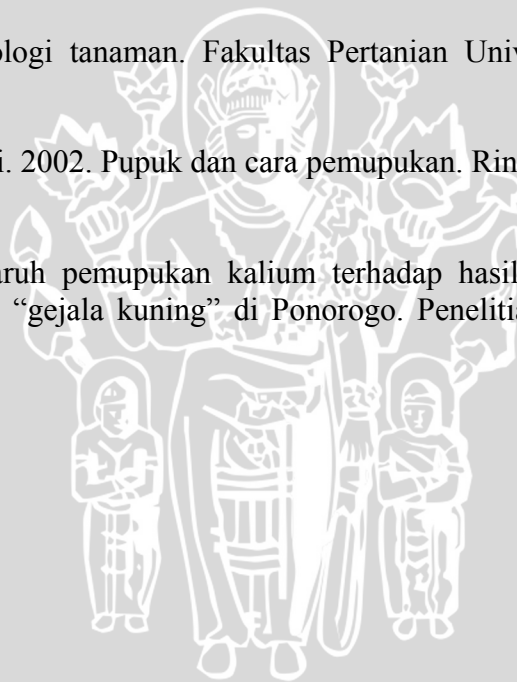 ologi tanaman. Fakultas Pertanian Univ
i. 2002. Pupuk dan cara pemupukan. Rin
aruh pemupukan kalium terhadap hasil
“gejala kuning” di Ponorogo. Penelitia